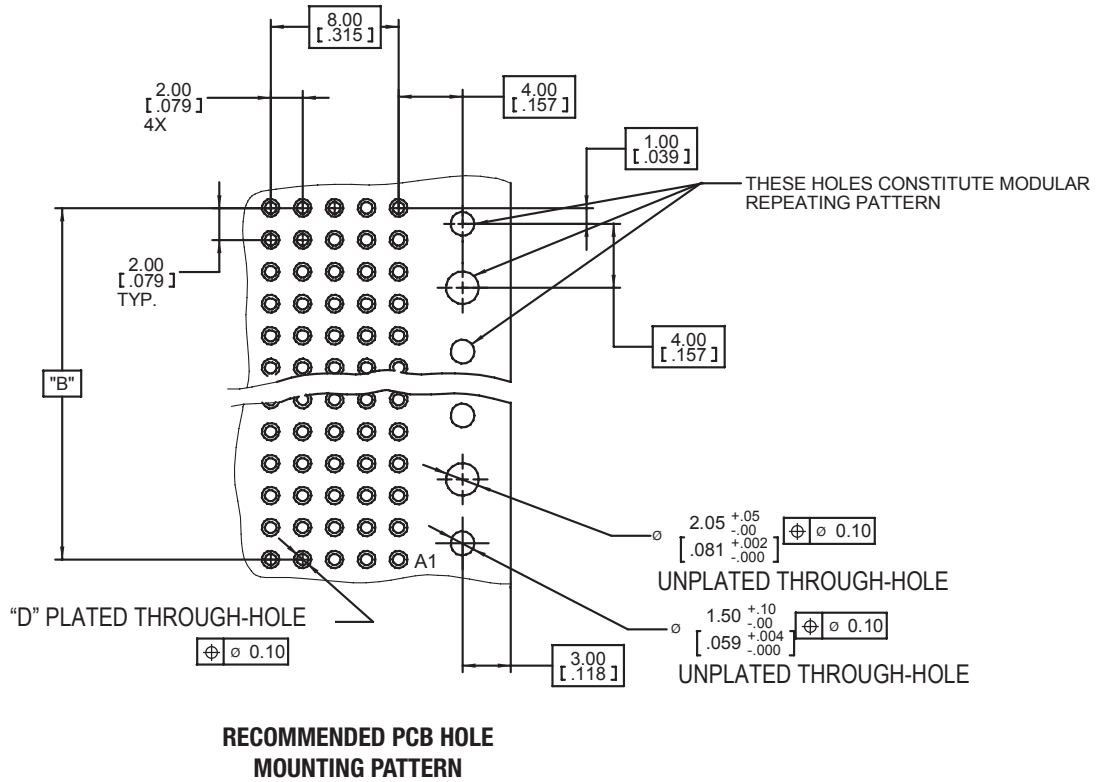 8.00
[ .315 ]
2.00
[ .079 ]
4X
4.00
[ .157 ]
1.00
[ .039 ]
THESE HOLES CONSTITUTE MODULAR
REPEATING PATTERN
2.00
[ .079 ]
TYP.
4.00
[ .157 ]
"B"
A1
ø 2.05 +.05 -.00 ⌖ ø 0.10
[ .081 +.002 -.000 ]
UNPLATED THROUGH-HOLE
“D” PLATED THROUGH-HOLE
⌖ ø 0.10
ø 1.50 +.10 -.00 ⌖ ø 0.10
[ .059 +.004 -.000 ]
UNPLATED THROUGH-HOLE
3.00
[ .118 ]
RECOMMENDED PCB HOLE
MOUNTING PATTERN